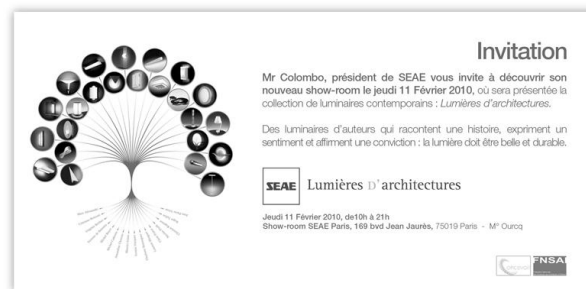 Invitation
Mr Colombo, président de SEAE vous invite à découvrir son
nouveau show-room le jeudi 11 Février 2010, où sera présentée la
collection de luminaires contemporains : Lumières d'architectures.
Des luminaires d'auteurs qui racontent une histoire, expriment un
sentiment et affirment une conviction : la lumière doit être belle et durable.
SEAE Lumières D'architectures
Jeudi 11 Février 2010, de10h à 21h
Show-room SEAE Paris, 169 bvd Jean Jaurès, 75019 Paris - M° Ourcq
FNSAI